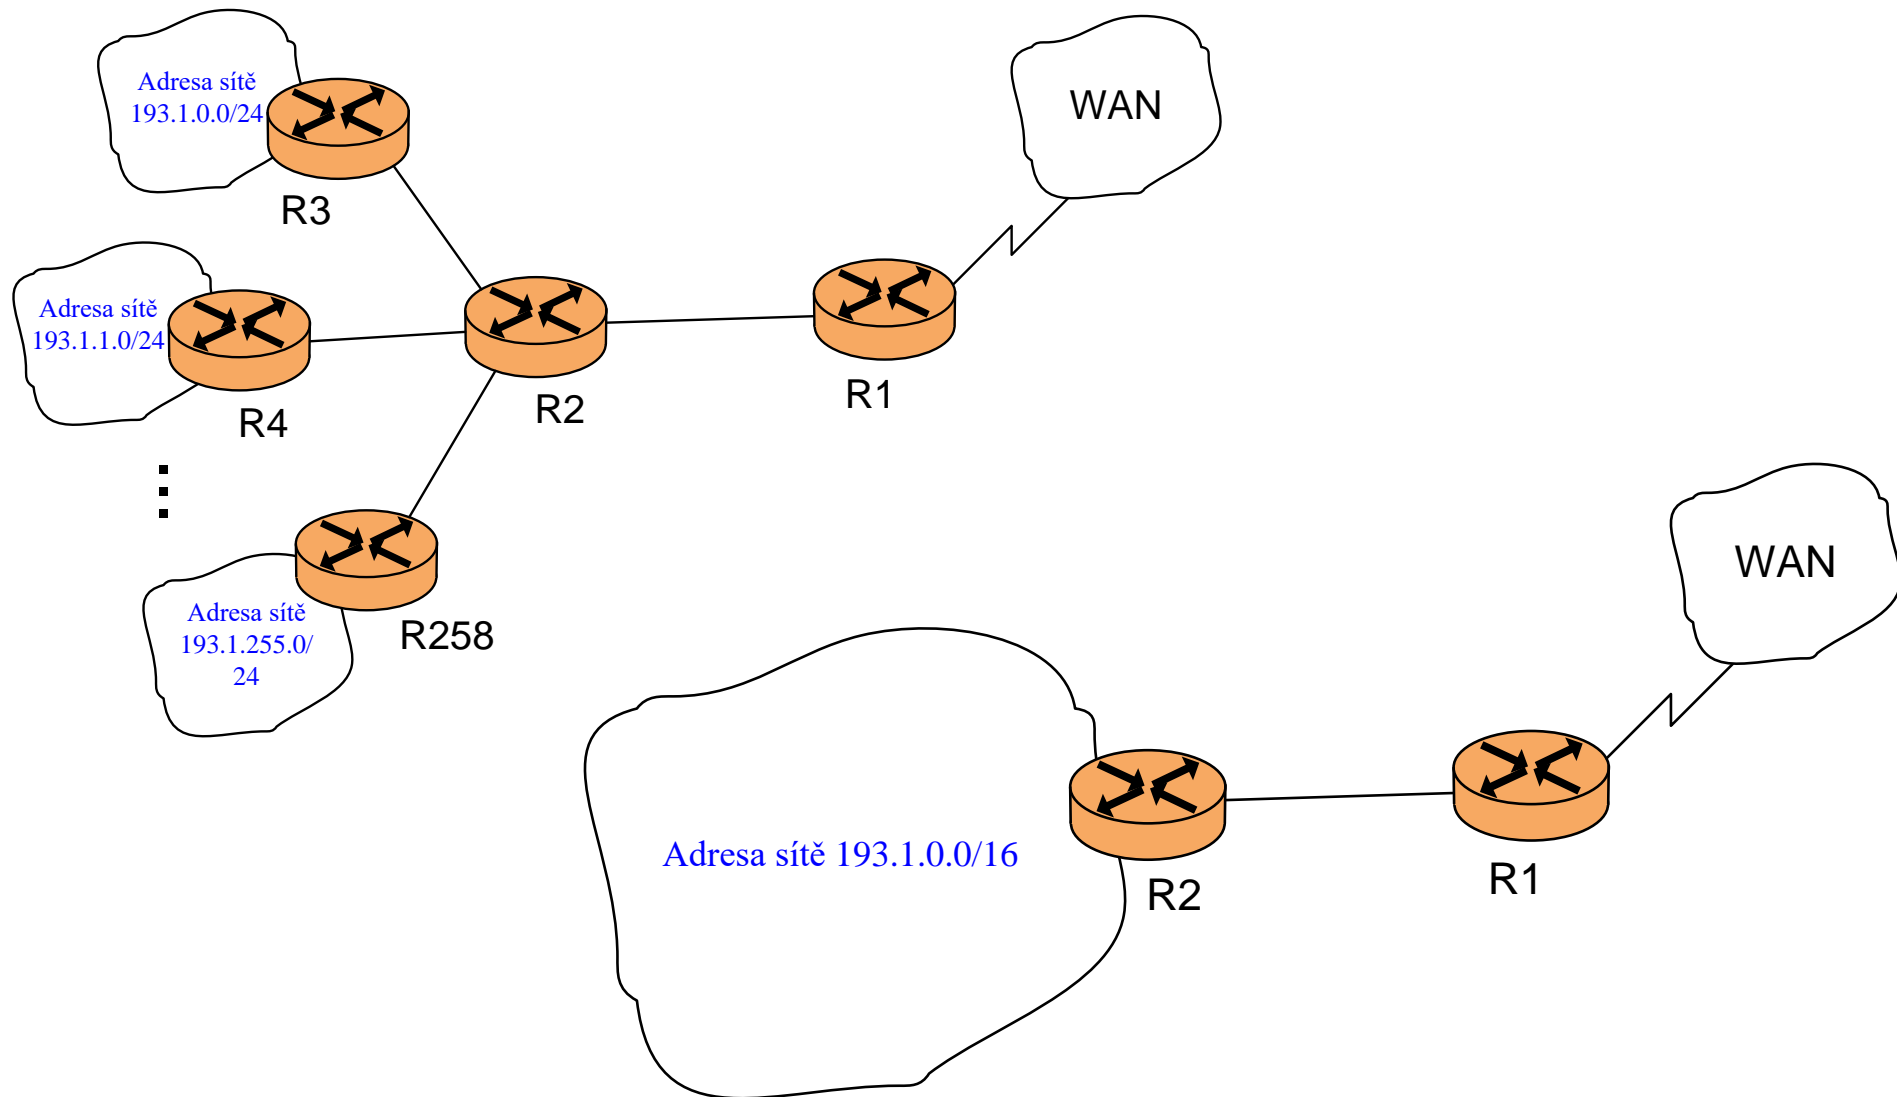 Adresa sítě
193.1.0.0/24
R3
WAN
Adresa sítě
193.1.1.0/24
R4
R2
R1
Adresa sítě
193.1.255.0/
24
R258
WAN
Adresa sítě 193.1.0.0/16
R2
R1